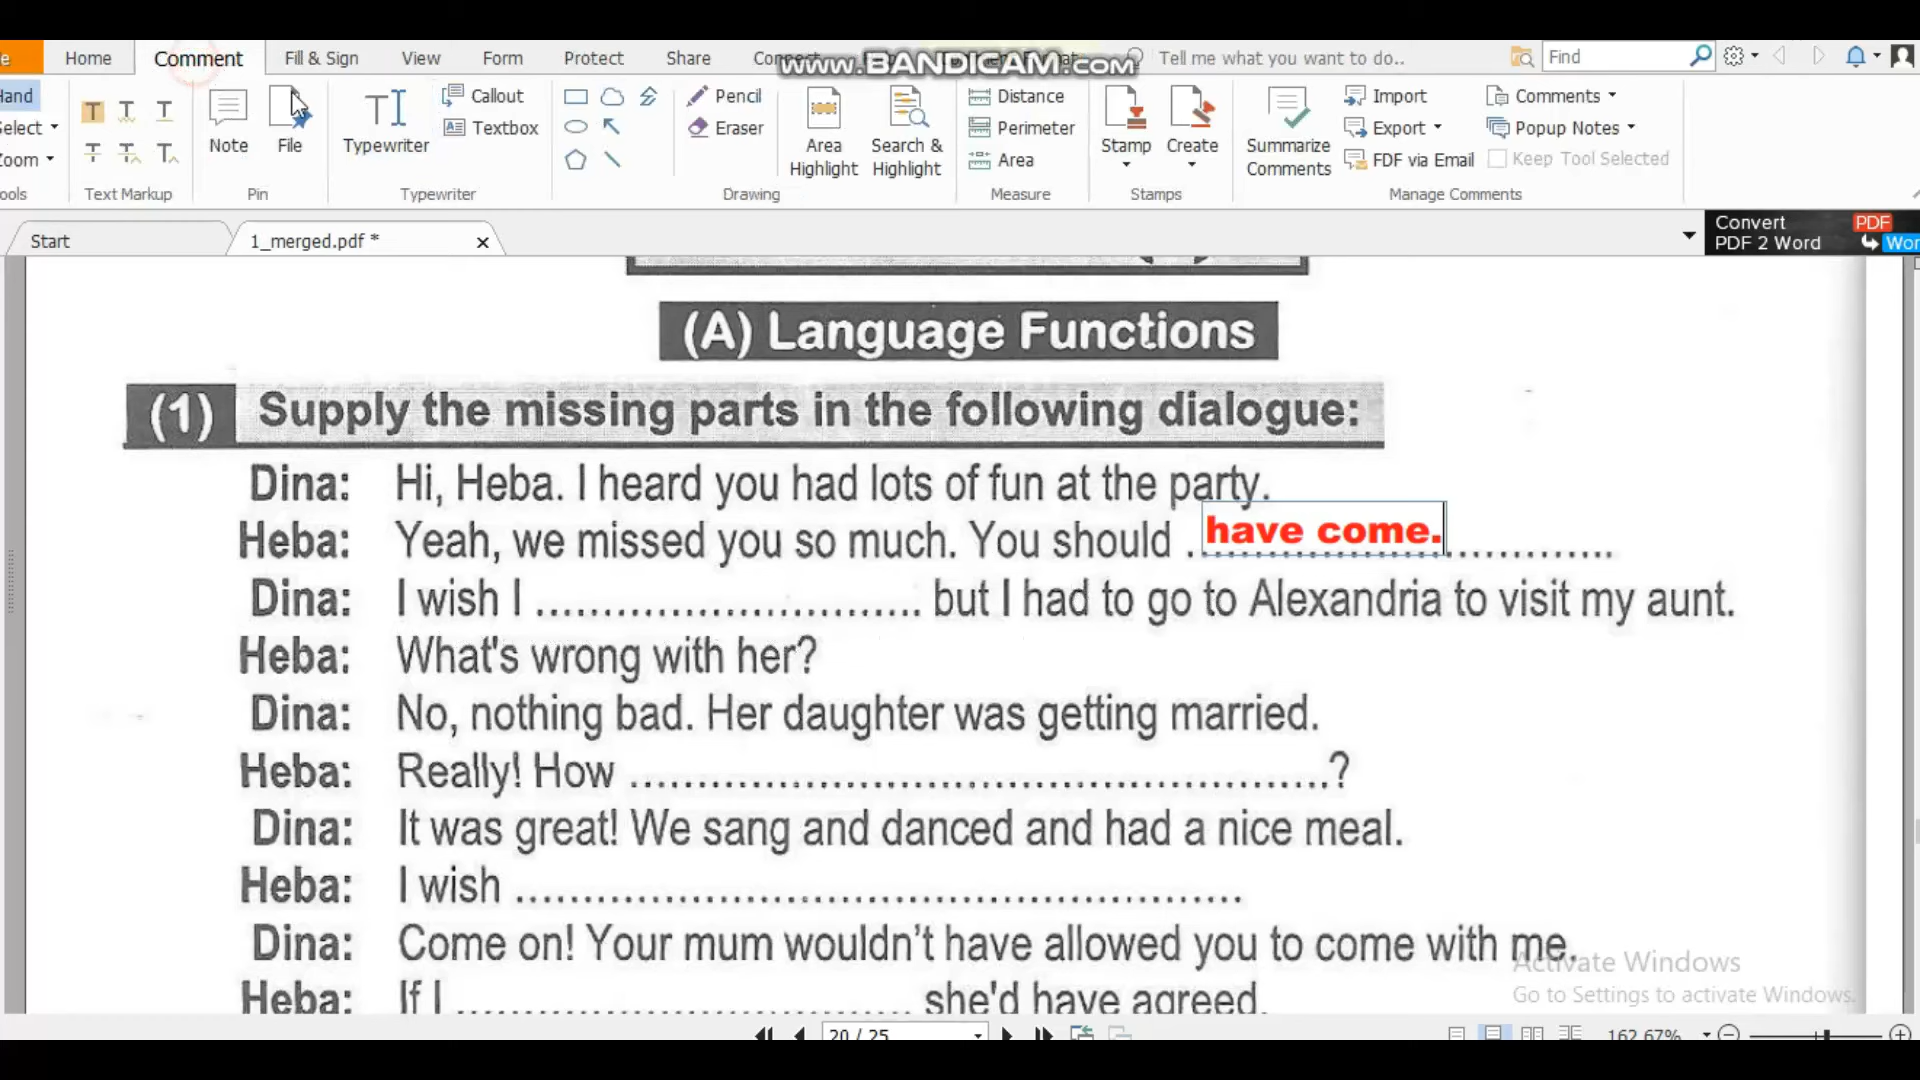 Home Comment Fill & Sign View Form Protect Share www.BANDICAM.com Tell me what you want to do.. Find
Hand Callout Pencil Distance Import Comments
Select Textbox Eraser Perimeter Export Popup Notes
Zoom Note File Typewriter Area Highlight Search & Highlight Area Stamp Create Summarize Comments FDF via Email Keep Tool Selected
Text Markup Pin Typewriter Drawing Measure Stamps Manage Comments
Start 1_merged.pdf * Convert PDF
PDF 2 Word
(A) Language Functions
(1) Supply the missing parts in the following dialogue:
Dina: Hi, Heba. I heard you had lots of fun at the party.
Heba: Yeah, we missed you so much. You should have come.
Dina: I wish I ............................. but I had to go to Alexandria to visit my aunt.
Heba: What's wrong with her?
Dina: No, nothing bad. Her daughter was getting married.
Heba: Really! How ....................................................?
Dina: It was great! We sang and danced and had a nice meal.
Heba: I wish ......................................................
Dina: Come on! Your mum wouldn't have allowed you to come with me.
Heba: If I .................................. she'd have agreed.
Activate Windows
Go to Settings to activate Windows.
20 / 25 162.67%